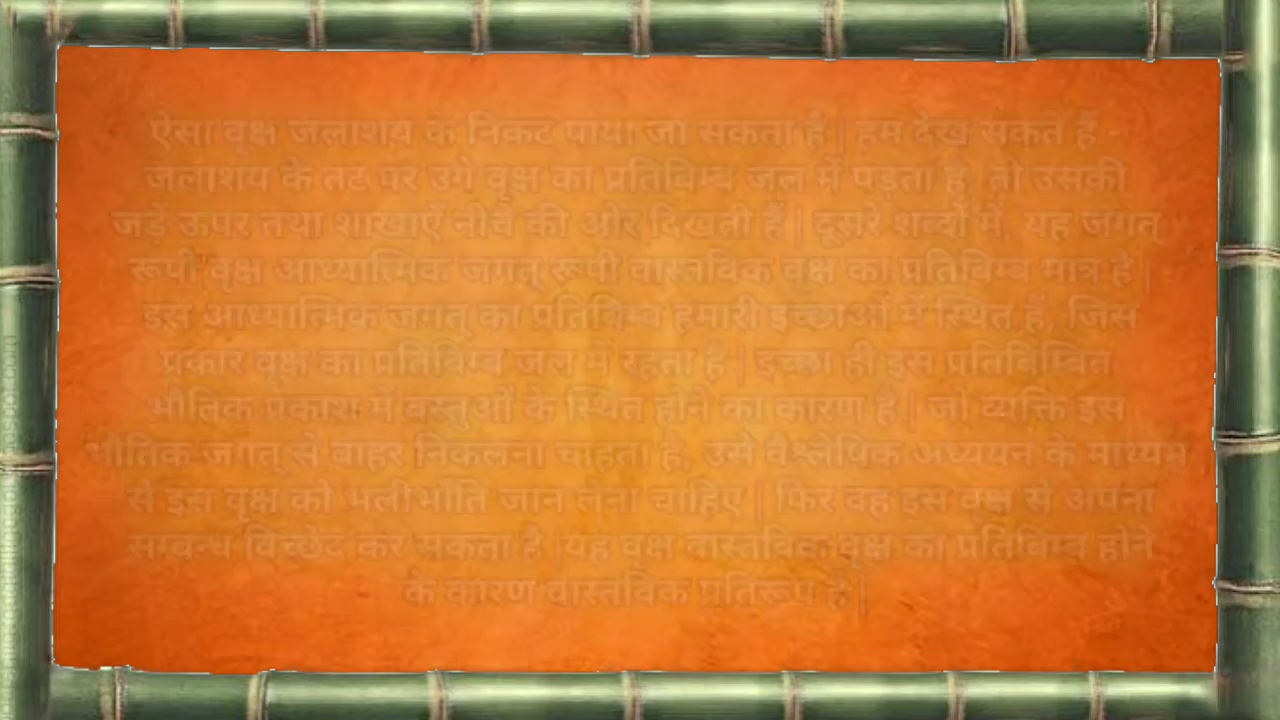 ऐसा वृक्ष जलाशय के निकट पाया जा सकता है | हम देख सकते हैं -
जलाशय के तट पर उगे वृक्ष का प्रतिबिम्ब जल में पड़ता है, तो उसकी
जड़ें ऊपर तथा शाखाएँ नीचे की ओर दिखती हैं | दूसरे शब्दों में, यह जगत्
रूपी वृक्ष आध्यात्मिक जगत् रूपी वास्तविक वृक्ष का प्रतिबिम्ब मात्र है |
इस आध्यात्मिक जगत् का प्रतिबिम्ब हमारी इच्छाओं में स्थित है, जिस
प्रकार वृक्ष का प्रतिबिम्ब जल में रहता है | इच्छा ही इस प्रतिबिम्बित
भौतिक प्रकाश में वस्तुओं के स्थित होने का कारण है | जो व्यक्ति इस
भौतिक जगत् से बाहर निकलना चाहता है, उसे वैश्लेषिक अध्ययन के माध्यम
से इस वृक्ष को भलीभाँति जान लेना चाहिए | फिर वह इस वृक्ष से अपना
सम्बन्ध विच्छेद कर सकता है |यह वृक्ष वास्तविक वृक्ष का प्रतिबिम्ब होने
के कारण वास्तविक प्रतिरूप है |